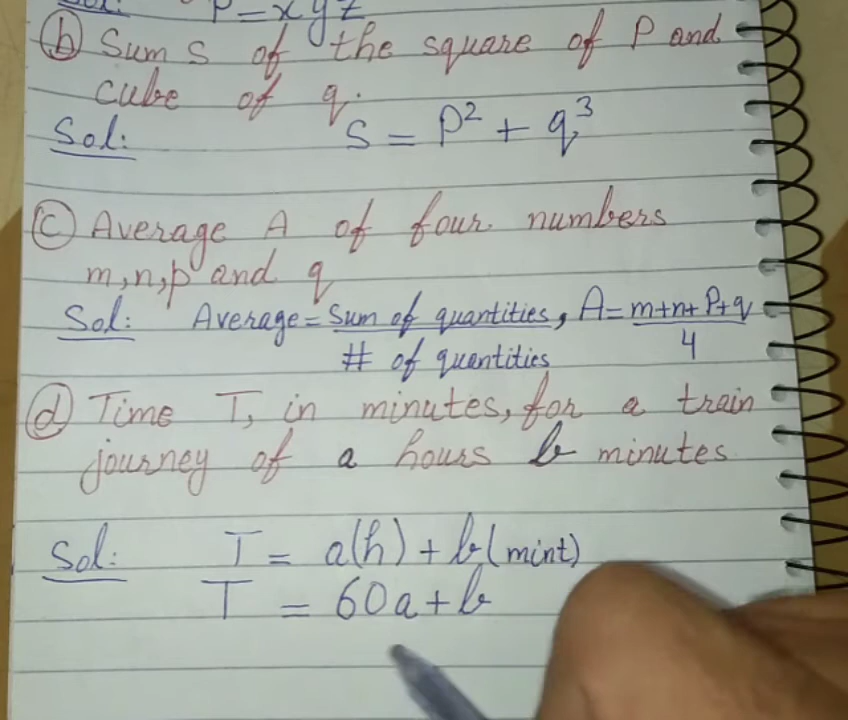 Sol: P=xyz
(b) Sum S of the square of P and
cube of q.
Sol: S = P² + q³
(c) Average A of four numbers
m,n,p and q
Sol: Average = Sum of quantities, A= m+n+P+q
# of quantities 4
(d) Time T, in minutes, for a train
journey of a hours b minutes
Sol: T = a(h) + b(mint)
T = 60a+b